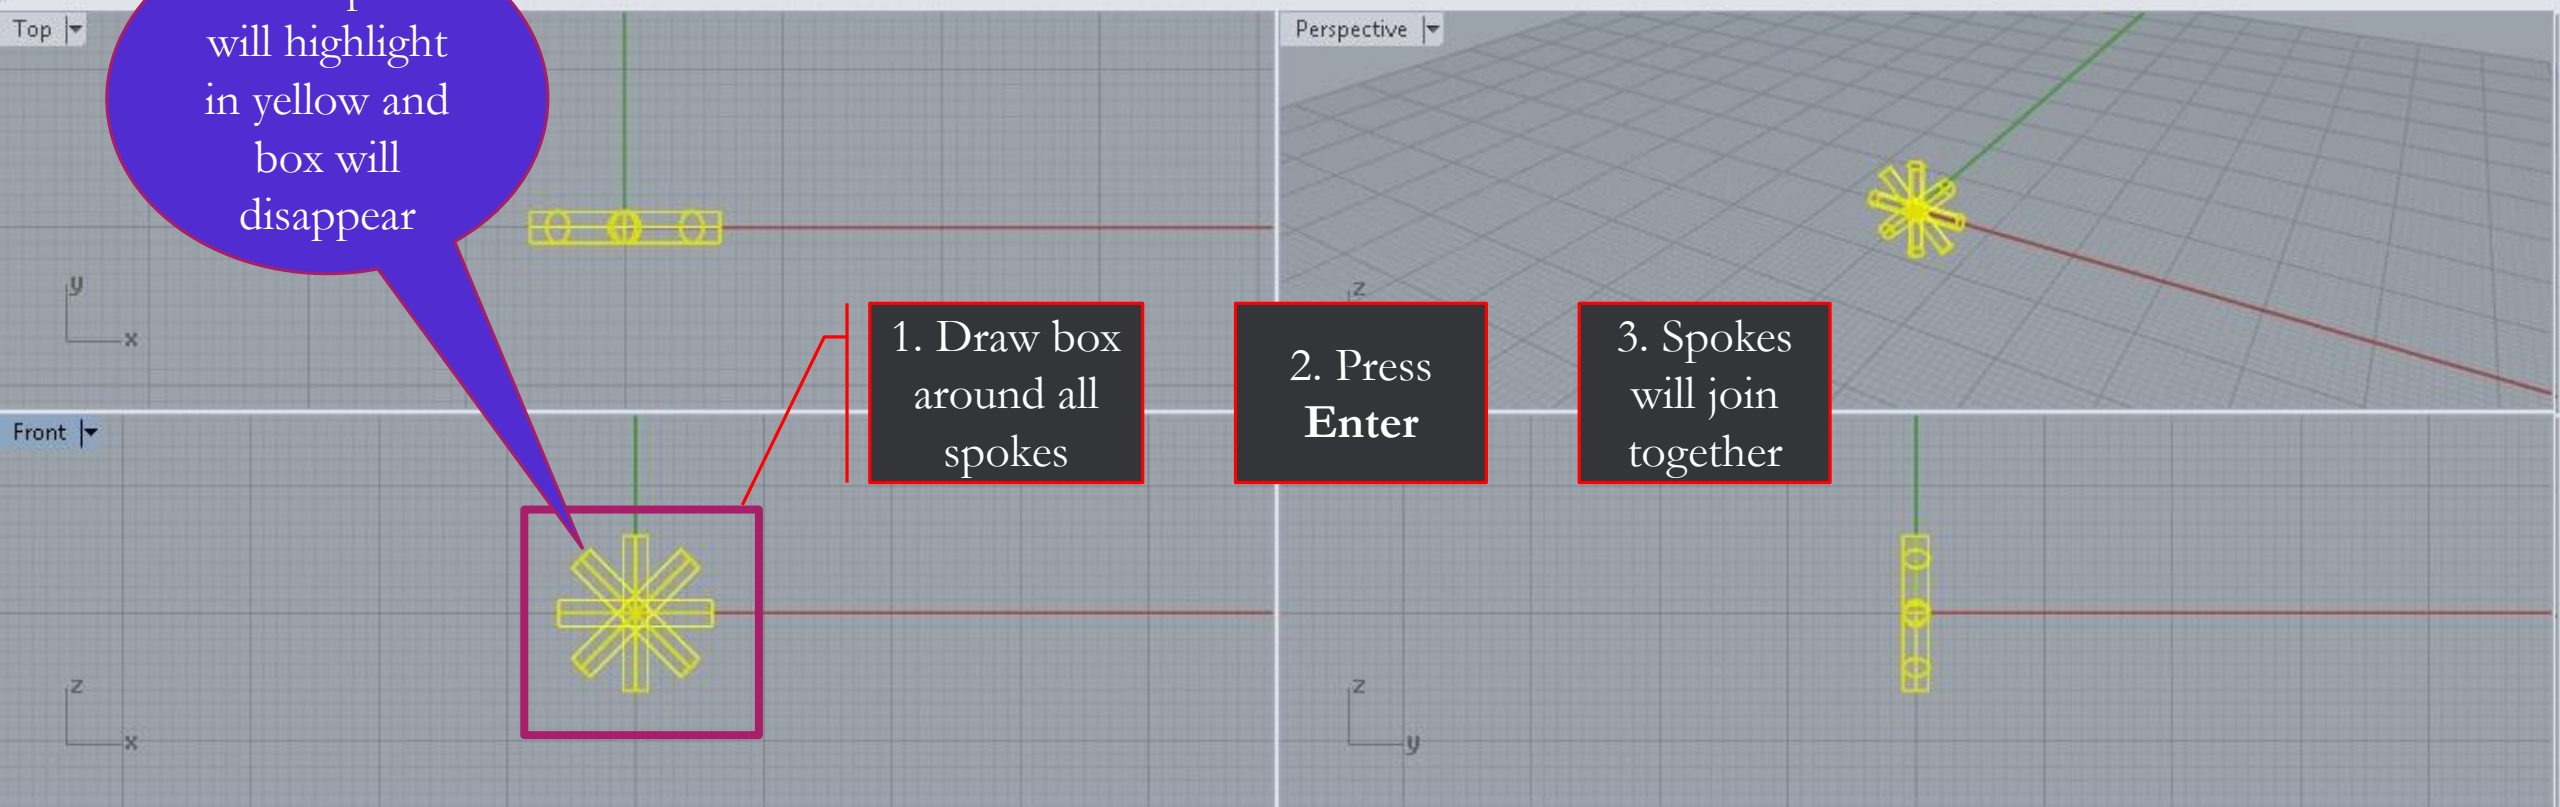 Top
will highlight
in yellow and
box will
disappear
y
x
Perspective
z
1. Draw box
around all
spokes
2. Press
Enter
3. Spokes
will join
together
Front
z
x
z
y